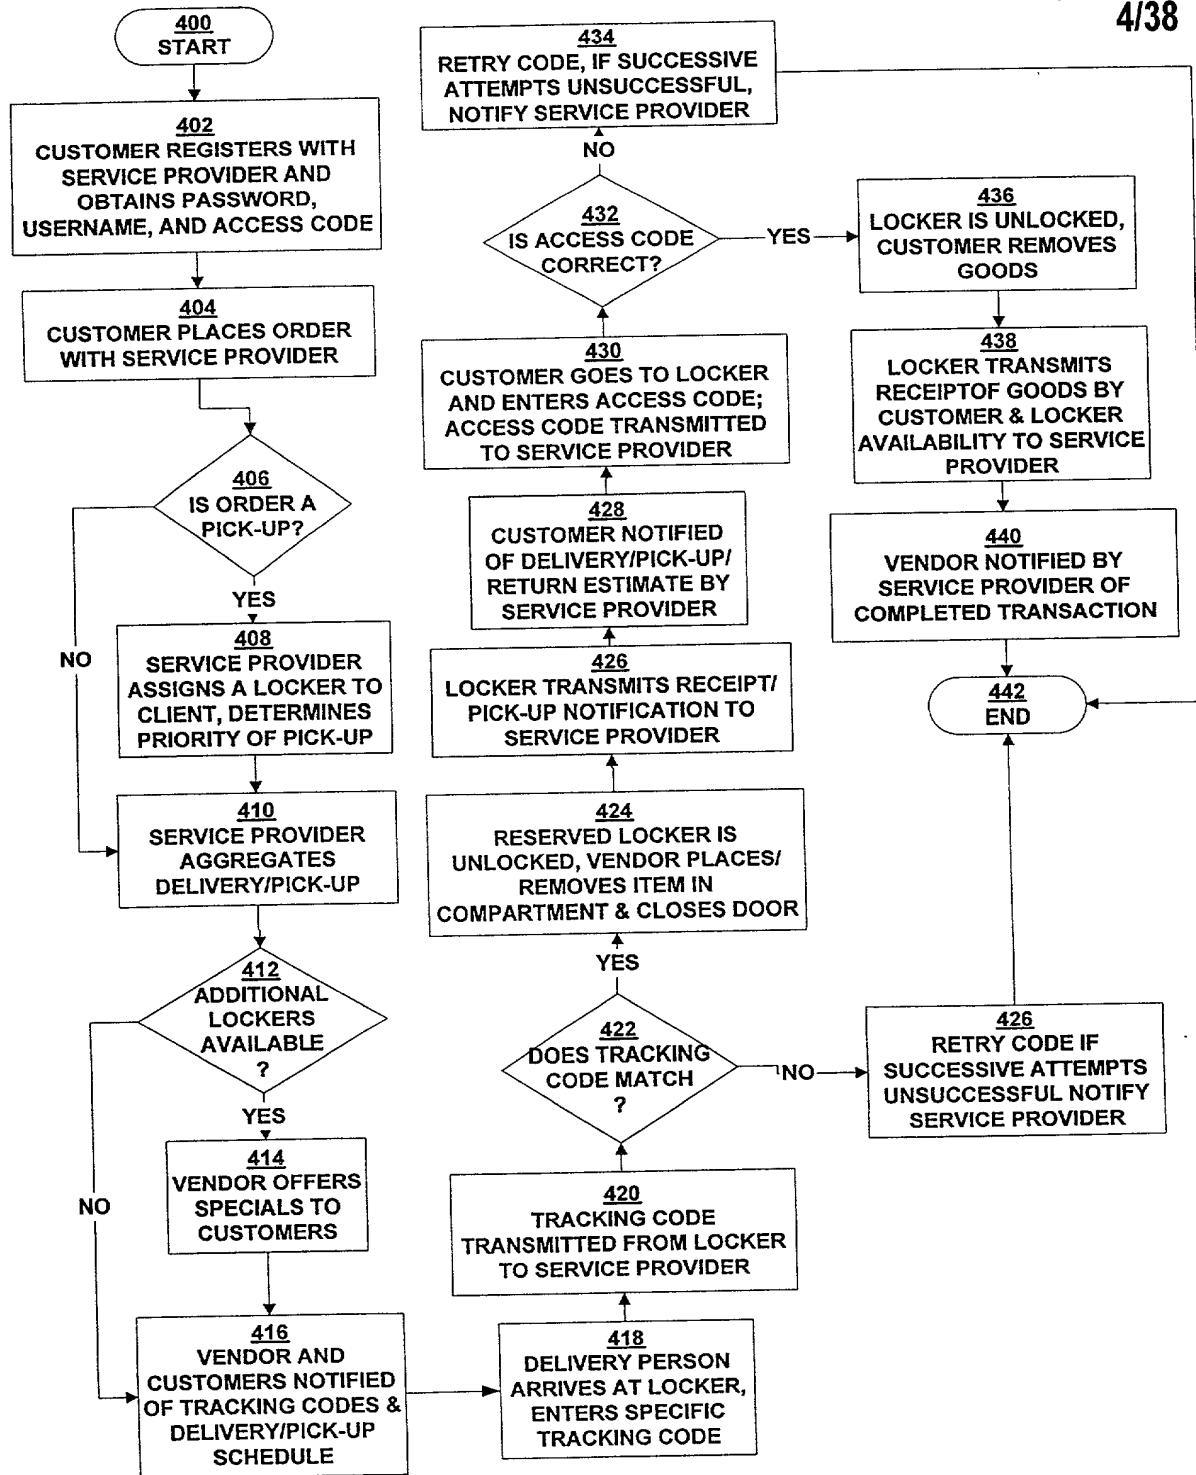 4/38
400
START
402
CUSTOMER REGISTERS WITH
SERVICE PROVIDER AND
OBTAINS PASSWORD,
USERNAME, AND ACCESS CODE
404
CUSTOMER PLACES ORDER
WITH SERVICE PROVIDER
406
IS ORDER A
PICK-UP?
YES
NO
408
SERVICE PROVIDER
ASSIGNS A LOCKER TO
CLIENT, DETERMINES
PRIORITY OF PICK-UP
410
SERVICE PROVIDER
AGGREGATES
DELIVERY/PICK-UP
412
ADDITIONAL
LOCKERS
AVAILABLE
?
YES
NO
414
VENDOR OFFERS
SPECIALS TO
CUSTOMERS
416
VENDOR AND
CUSTOMERS NOTIFIED
OF TRACKING CODES &
DELIVERY/PICK-UP
SCHEDULE
418
DELIVERY PERSON
ARRIVES AT LOCKER,
ENTERS SPECIFIC
TRACKING CODE
420
TRACKING CODE
TRANSMITTED FROM LOCKER
TO SERVICE PROVIDER
422
DOES TRACKING
CODE MATCH
?
NO
YES
426
RETRY CODE IF
SUCCESSIVE ATTEMPTS
UNSUCCESSFUL NOTIFY
SERVICE PROVIDER
424
RESERVED LOCKER IS
UNLOCKED, VENDOR PLACES/
REMOVES ITEM IN
COMPARTMENT & CLOSES DOOR
426
LOCKER TRANSMITS RECEIPT/
PICK-UP NOTIFICATION TO
SERVICE PROVIDER
428
CUSTOMER NOTIFIED
OF DELIVERY/PICK-UP/
RETURN ESTIMATE BY
SERVICE PROVIDER
430
CUSTOMER GOES TO LOCKER
AND ENTERS ACCESS CODE;
ACCESS CODE TRANSMITTED
TO SERVICE PROVIDER
432
IS ACCESS CODE
CORRECT?
NO
YES
434
RETRY CODE, IF SUCCESSIVE
ATTEMPTS UNSUCCESSFUL,
NOTIFY SERVICE PROVIDER
436
LOCKER IS UNLOCKED,
CUSTOMER REMOVES
GOODS
438
LOCKER TRANSMITS
RECEIPTOF GOODS BY
CUSTOMER & LOCKER
AVAILABILITY TO SERVICE
PROVIDER
440
VENDOR NOTIFIED BY
SERVICE PROVIDER OF
COMPLETED TRANSACTION
442
END